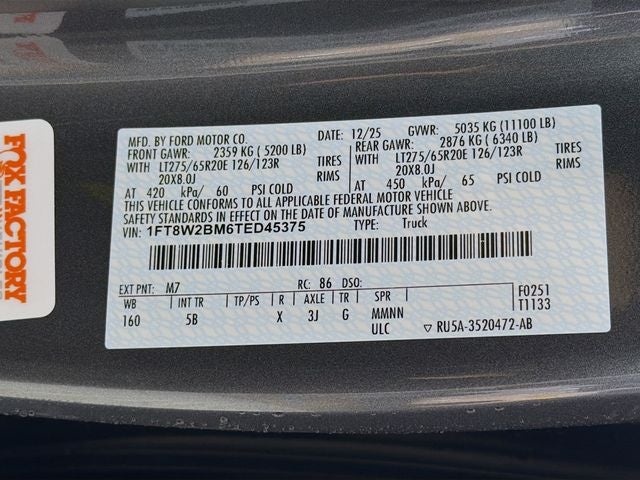 FOX FACTORY
MFD. BY FORD MOTOR CO. DATE: 12/25 GVWR: 5035 KG (11100 LB)
FRONT GAWR: 2359 KG ( 5200 LB) REAR GAWR: 2876 KG ( 6340 LB)
WITH LT275/65R20E 126/123R TIRES WITH LT275/65R20E 126/123R TIRES
20X8.0J RIMS 20X8.0J RIMS
AT 420 kPa/ 60 PSI COLD AT 450 kPa/ 65 PSI COLD
THIS VEHICLE CONFORMS TO ALL APPLICABLE FEDERAL MOTOR VEHICLE
SAFETY STANDARDS IN EFFECT ON THE DATE OF MANUFACTURE SHOWN ABOVE.
VIN: 1FT8W2BM6TED45375 TYPE: Truck
EXT PNT: M7 RC: 86 DSO: F0251
WB INT TR TP/PS R AXLE TR SPR T1133
160 5B X 3J G MMNN
ULC RU5A-3520472-AB